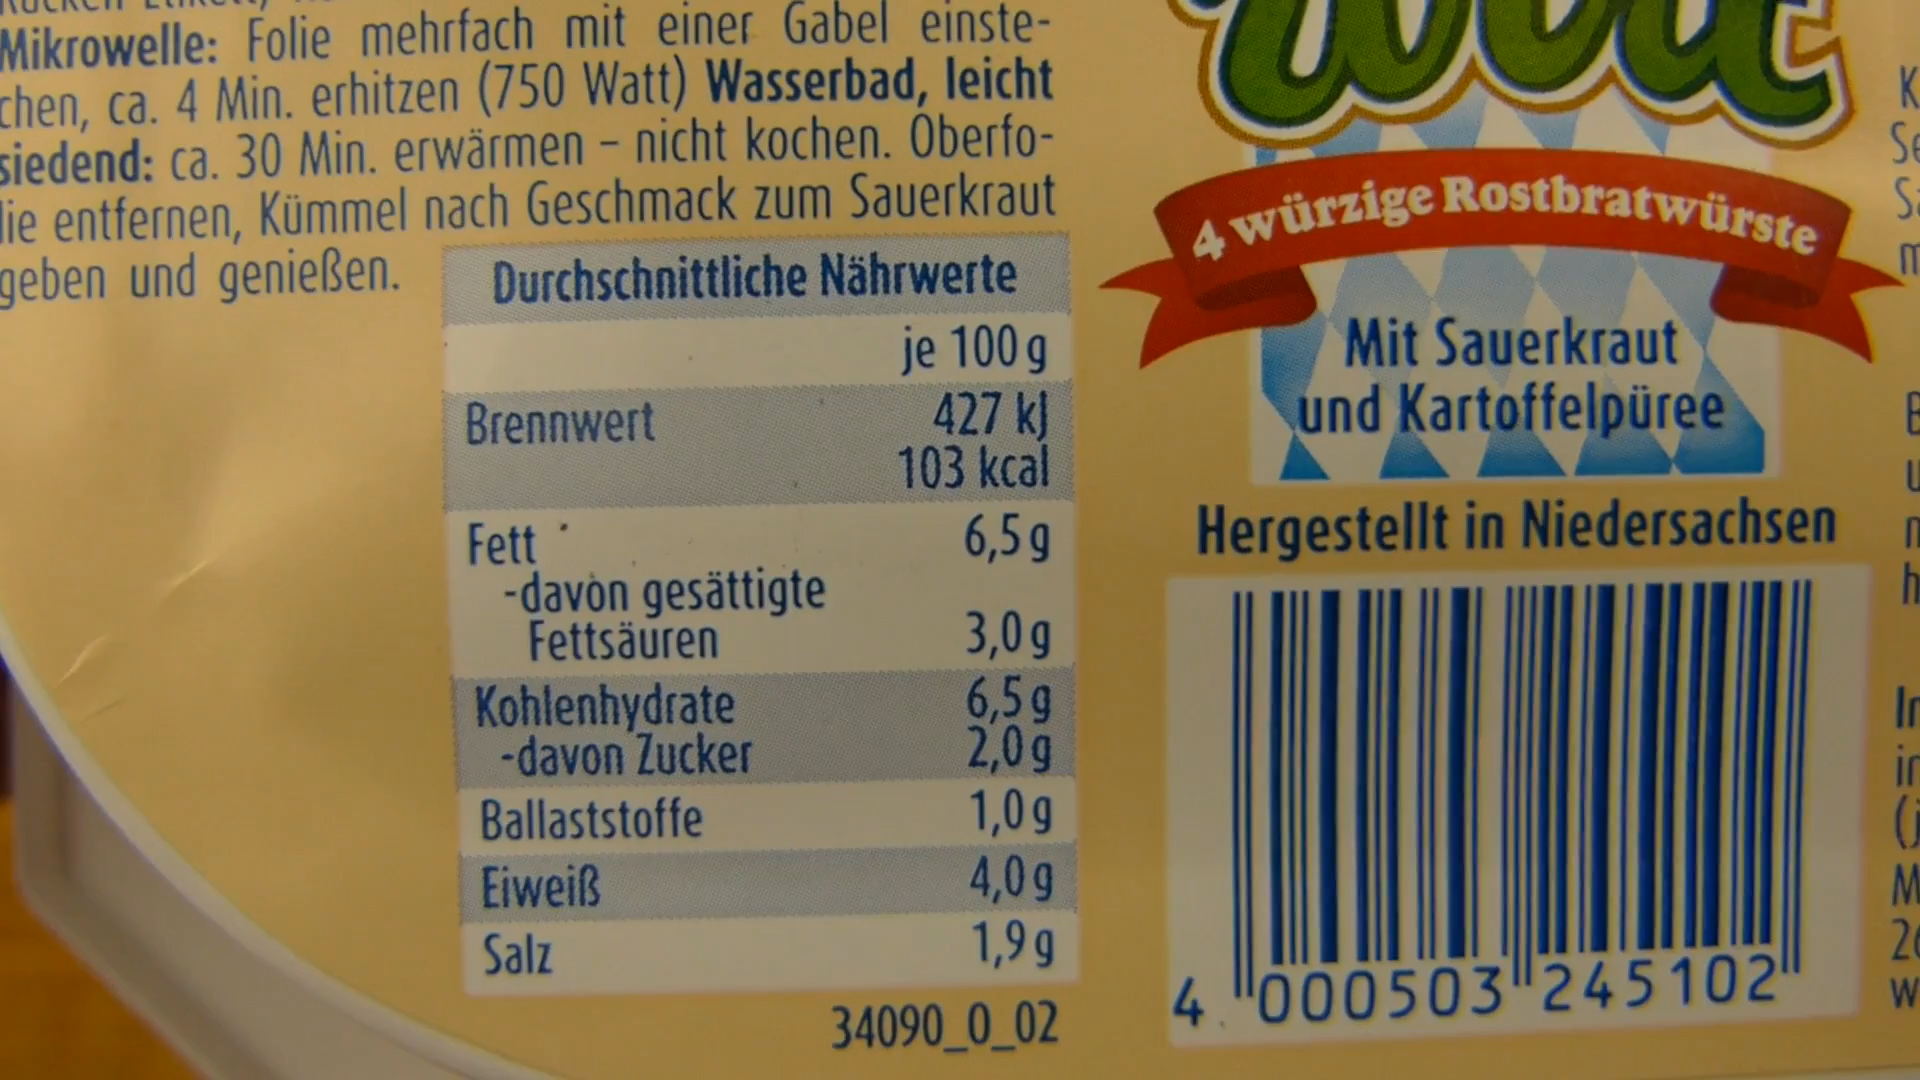 Mikrowelle: Folie mehrfach mit einer Gabel einste-
chen, ca. 4 Min. erhitzen (750 Watt) Wasserbad, leicht
siedend: ca. 30 Min. erwärmen – nicht kochen. Oberfo-
lie entfernen, Kümmel nach Geschmack zum Sauerkraut
geben und genießen.
Durchschnittliche Nährwerte
je 100 g
Brennwert 427 kJ
103 kcal
Fett 6,5 g
-davon gesättigte
Fettsäuren 3,0 g
Kohlenhydrate 6,5 g
-davon Zucker 2,0 g
Ballaststoffe 1,0 g
Eiweiß 4,0 g
Salz 1,9 g
34090_0_02
4 würzige Rostbratwürste
Mit Sauerkraut
und Kartoffelpüree
Hergestellt in Niedersachsen
4 000503 245102